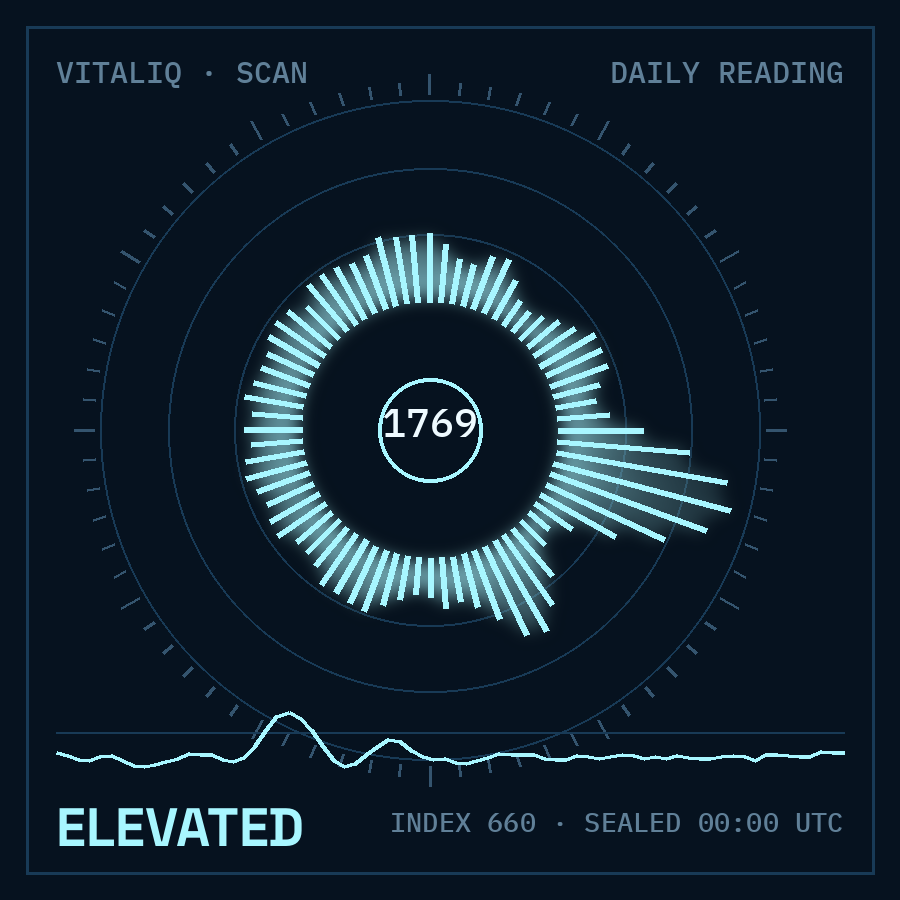 VITALIQ · SCAN
DAILY READING
1769
ELEVATED
INDEX 660 · SEALED 00:00 UTC